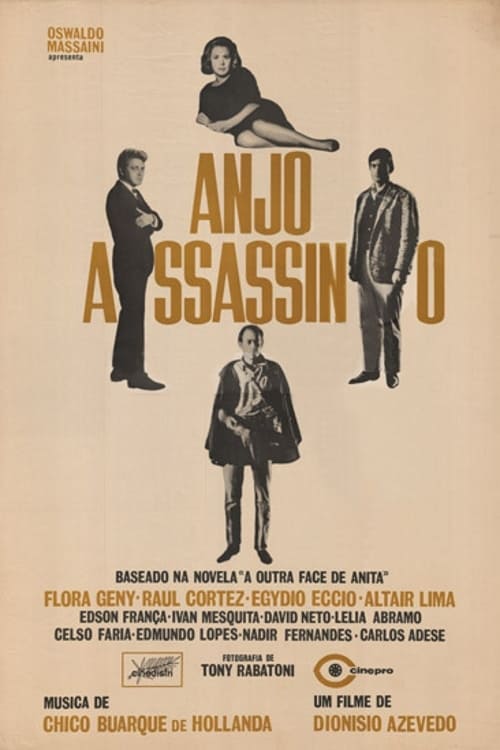 OSWALDO
MASSAINI
apresenta
ANJO
ASSASSINO
BASEADO NA NOVELA "A OUTRA FACE DE ANITA"
FLORA GENY·RAUL CORTEZ·EGYDIO ECCIO·ALTAIR LIMA
EDSON FRANÇA·IVAN MESQUITA·DAVID NETO·LELIA ABRAMO
CELSO FARIA·EDMUNDO LOPES·NADIR FERNANDES·CARLOS ADESE
cinedistri
FOTOGRAFIA DE
TONY RABATONI
cinepro
MUSICA DE
CHICO BUARQUE DE HOLLANDA
UM FILME DE
DIONISIO AZEVEDO